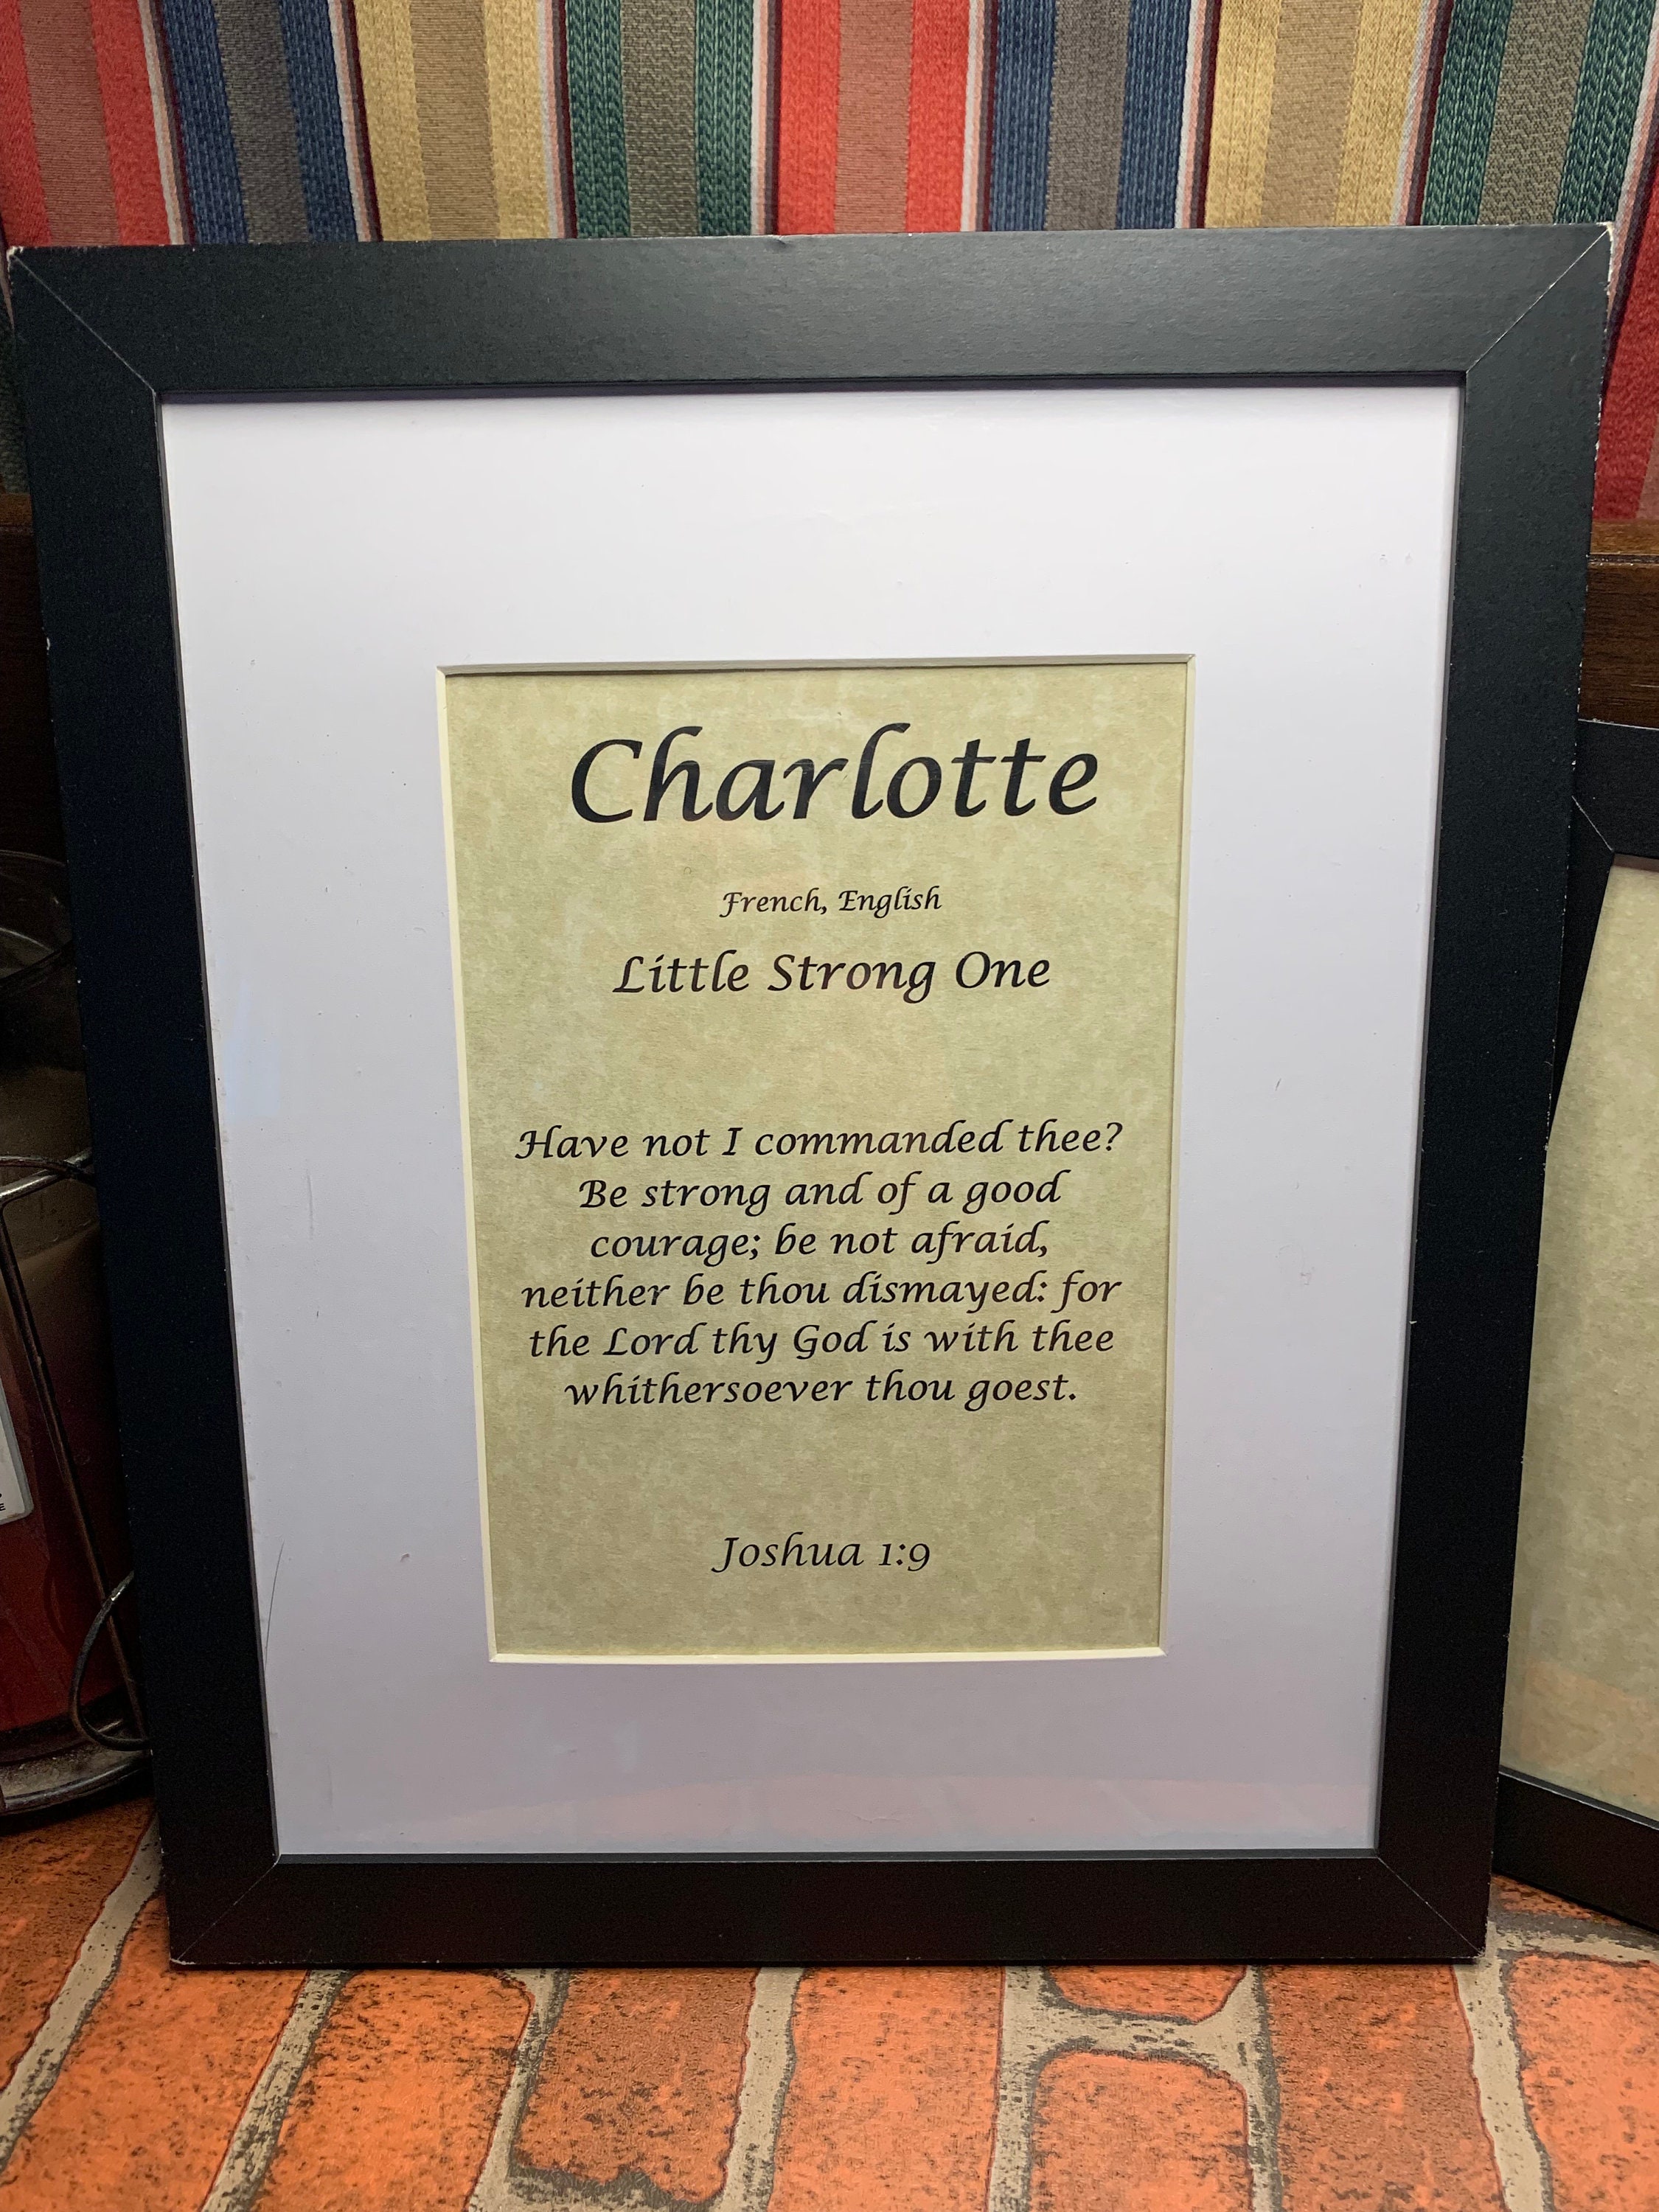 Charlotte
French, English
Little Strong One
Have not I commanded thee?
Be strong and of a good
courage; be not afraid,
neither be thou dismayed: for
the Lord thy God is with thee
whithersoever thou goest.
Joshua 1:9